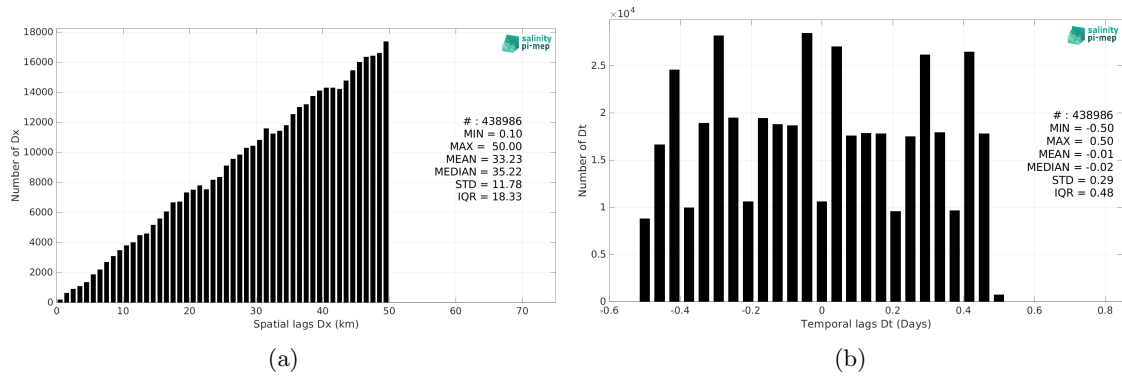 18000
16000
14000
12000
10000
8000
6000
4000
2000
0
Number of Dx
salinity
pi-mep
# : 438986
MIN = 0.10
MAX = 50.00
MEAN = 33.23
MEDIAN = 35.22
STD = 11.78
IQR = 18.33
0 10 20 30 40 50 60 70
Spatial lags Dx (km)
(a)
×10⁴
2.5
2
1.5
1
0.5
0
Number of Dt
salinity
pi-mep
# : 438986
MIN = -0.50
MAX = 0.50
MEAN = -0.01
MEDIAN = -0.02
STD = 0.29
IQR = 0.48
-0.6 -0.4 -0.2 0 0.2 0.4 0.6 0.8
Temporal lags Dt (Days)
(b)